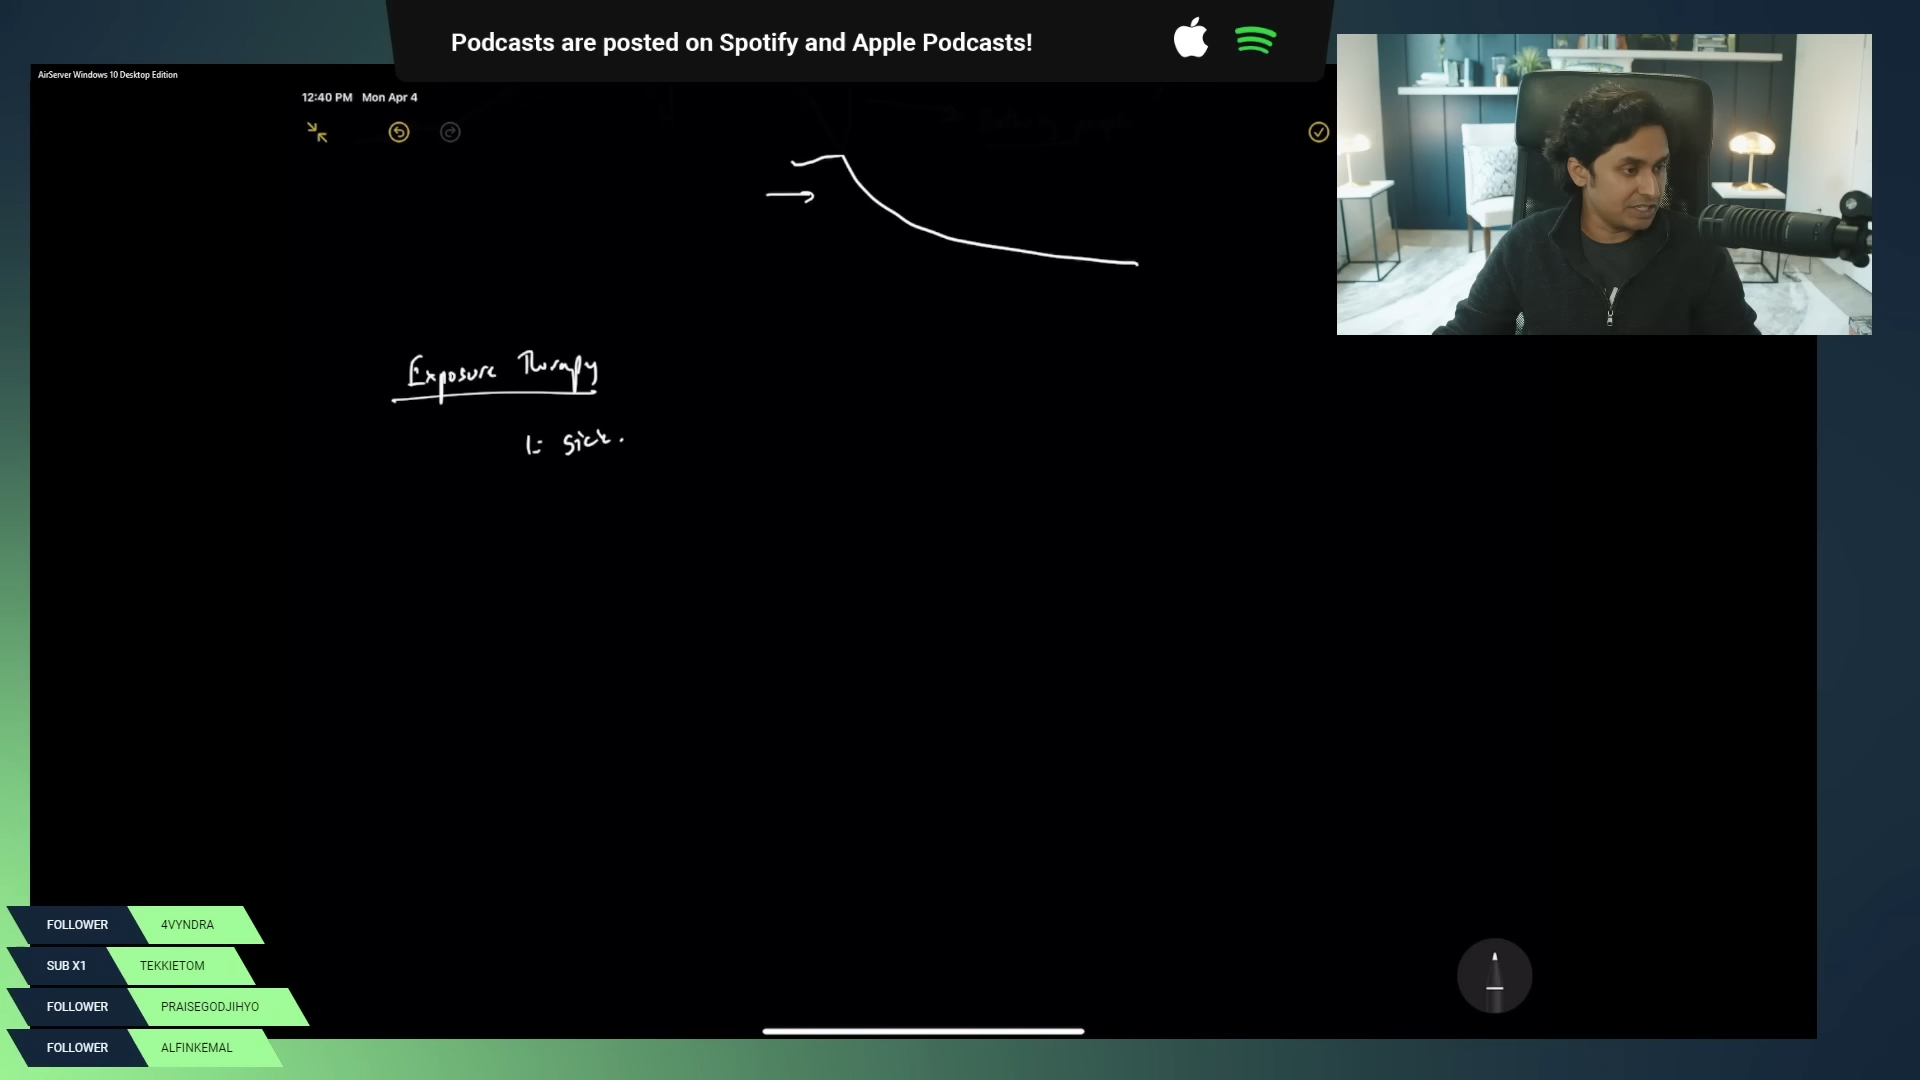 Podcasts are posted on Spotify and Apple Podcasts!
AirServer Windows 10 Desktop Edition
12:40 PM Mon Apr 4
Exposure Therapy
1= Sick.
FOLLOWER 4VYNDRA
SUB X1 TEKKIETOM
FOLLOWER PRAISEGODJIHYO
FOLLOWER ALFINKEMAL